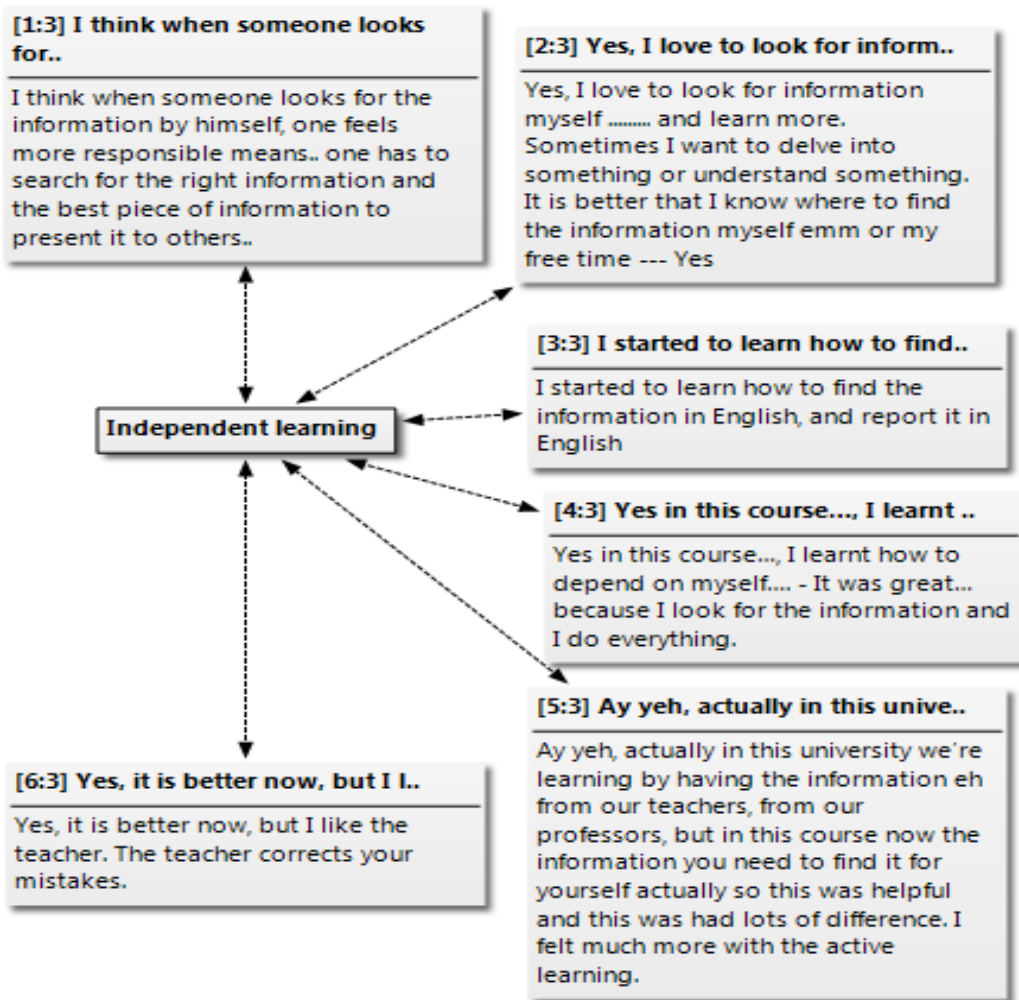 [1:3] I think when someone looks
for..
I think when someone looks for the
information by himself, one feels
more responsible means.. one has to
search for the right information and
the best piece of information to
present it to others..
[2:3] Yes, I love to look for inform..
Yes, I love to look for information
myself ......... and learn more.
Sometimes I want to delve into
something or understand something.
It is better that I know where to find
the information myself emm or my
free time --- Yes
[3:3] I started to learn how to find..
I started to learn how to find the
information in English, and report it in
English
Independent learning
[4:3] Yes in this course..., I learnt ..
Yes in this course..., I learnt how to
depend on myself.... - It was great...
because I look for the information and
I do everything.
[5:3] Ay yeh, actually in this unive..
Ay yeh, actually in this university we're
learning by having the information eh
from our teachers, from our
professors, but in this course now the
information you need to find it for
yourself actually so this was helpful
and this was had lots of difference. I
felt much more with the active
learning.
[6:3] Yes, it is better now, but I l..
Yes, it is better now, but I like the
teacher. The teacher corrects your
mistakes.